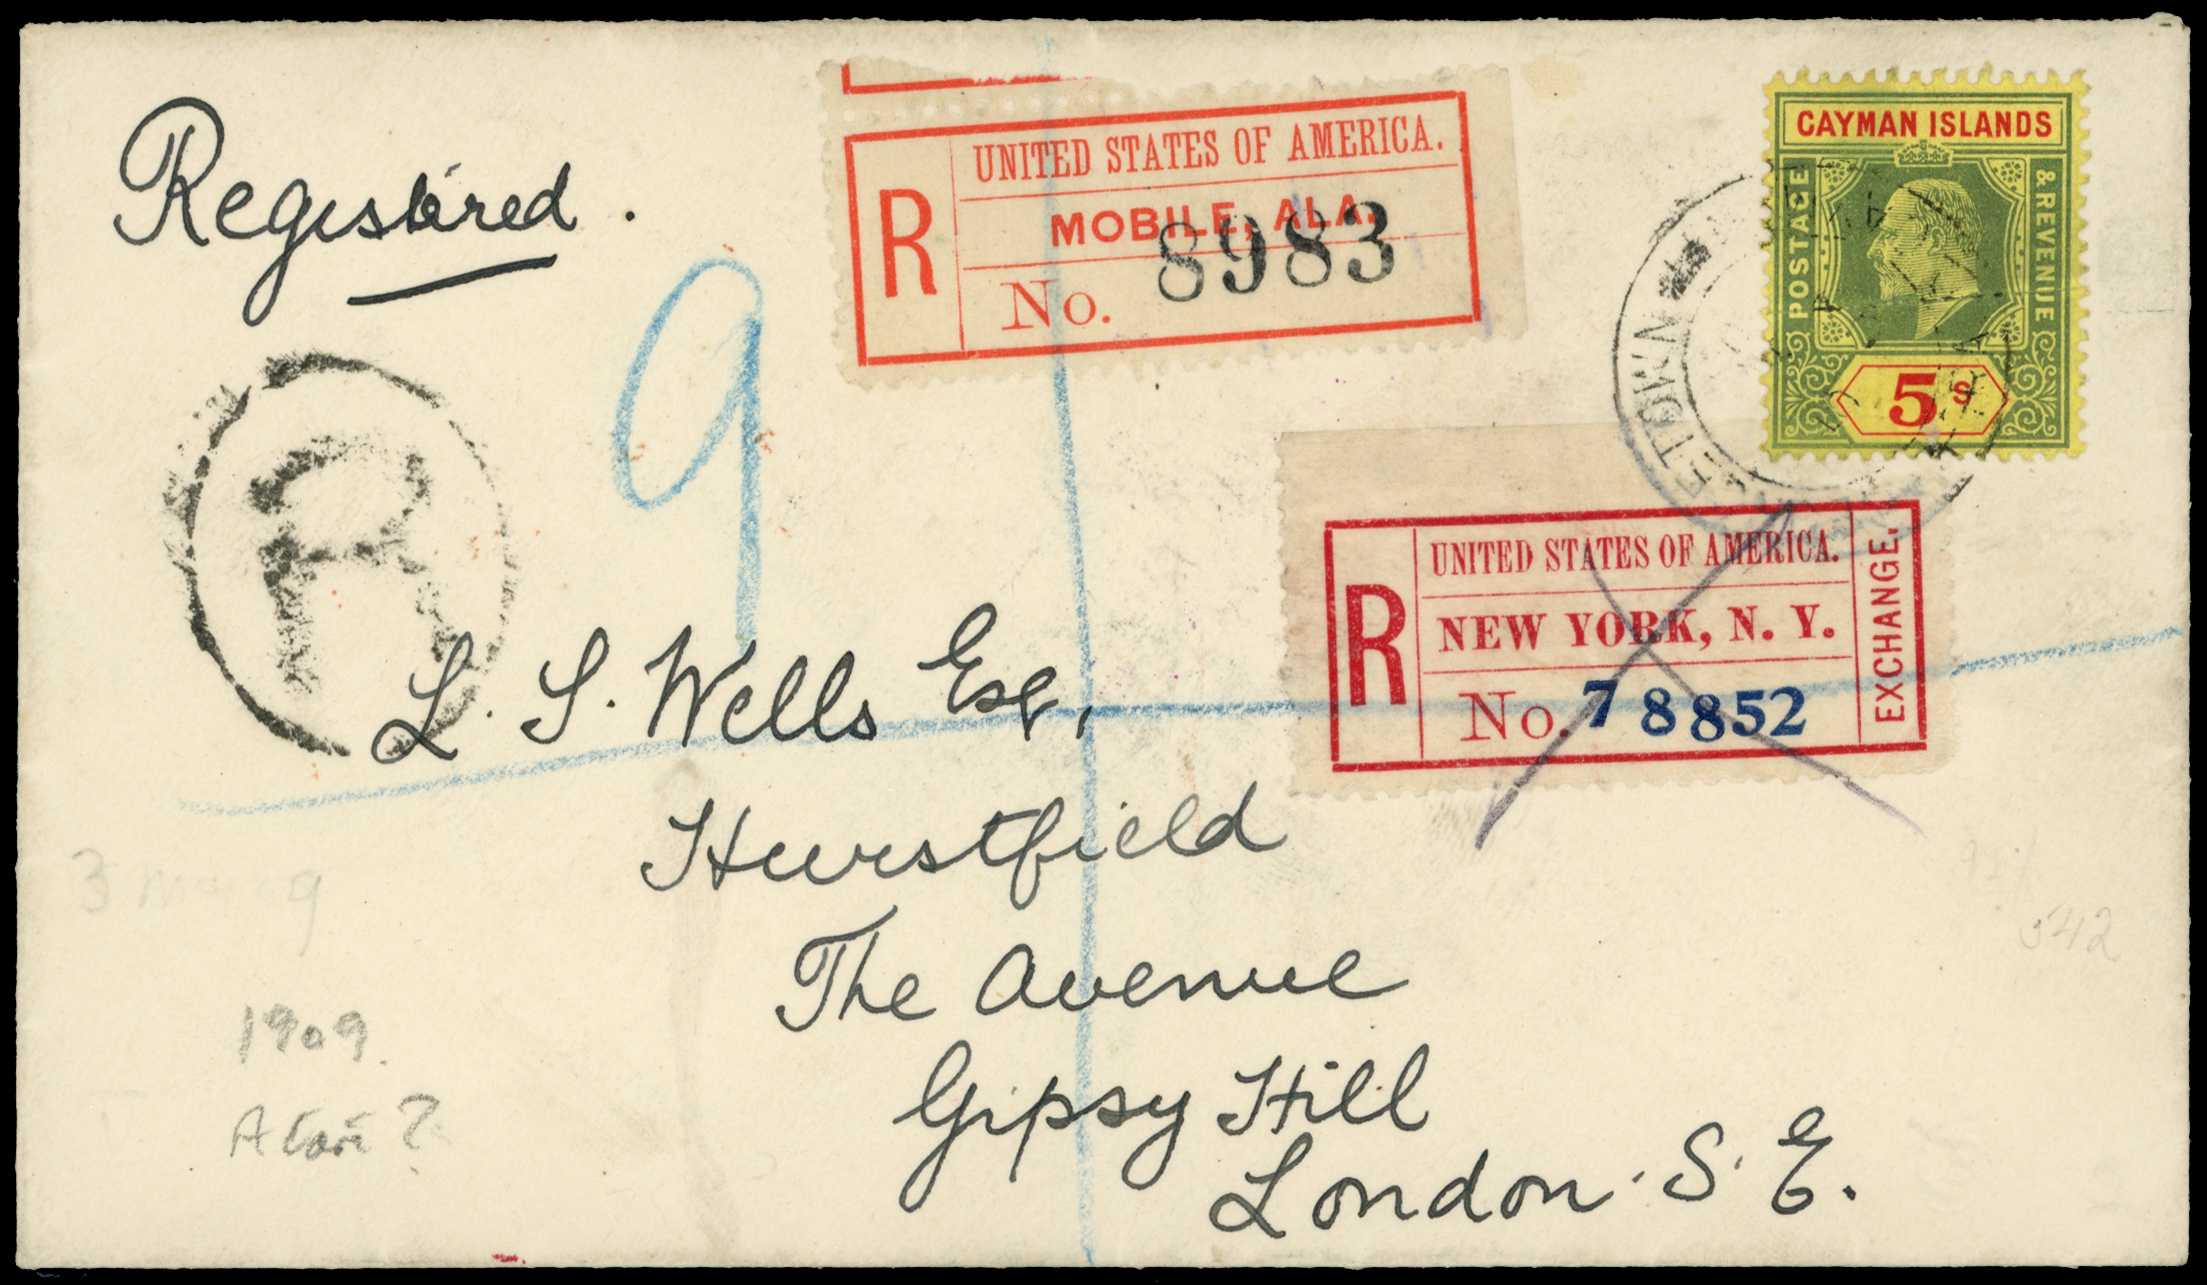 Registered.
UNITED STATES OF AMERICA.
R
MOBILE, ALA.
No. 8983
CAYMAN ISLANDS
POSTAGE
& REVENUE
5s
R
9
UNITED STATES OF AMERICA.
R
NEW YORK, N. Y.
No. 78852
EXCHANGE.
L. S. Wells Esq,
Hurstfield
The Avenue
Gipsy Hill
London. S. E.
542
1909.